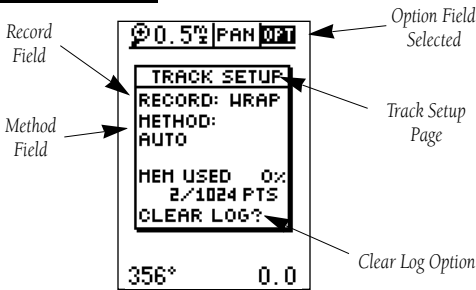 Record
Field
Method
Field
0.5mi PAN OPT
TRACK SETUP
RECORD: WRAP
METHOD:
AUTO
MEM USED 0%
2/1024 PTS
CLEAR LOG?
356° 0.0
Option Field
Selected
Track Setup
Page
Clear Log Option